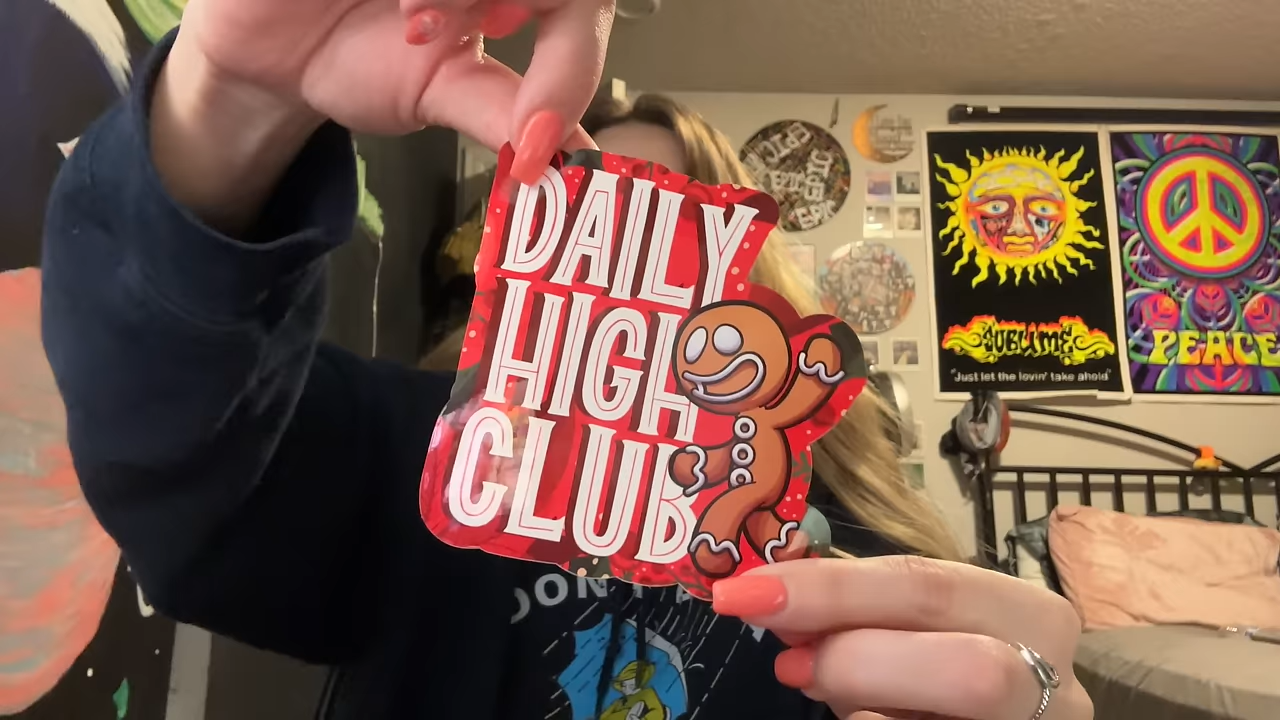 DAILY
HIGH
CLUB
SUBLIME
"Just let the lovin' take ahold"
PEACE